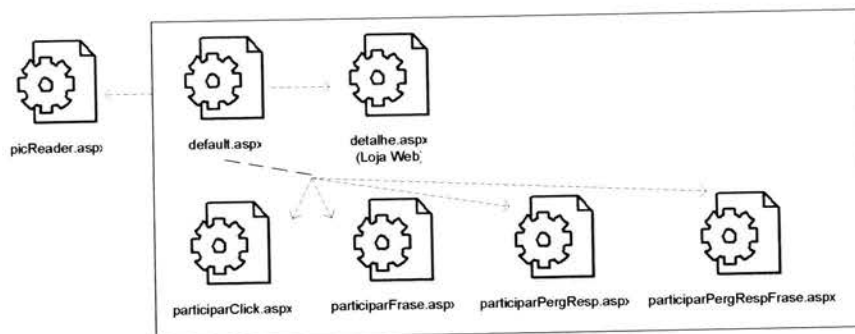 picReader.aspx
default.aspx
detalhe.aspx
(Loja Web)
participarClick.aspx
participarFrase.aspx
participarPergResp.aspx
participarPergRespFrase.aspx